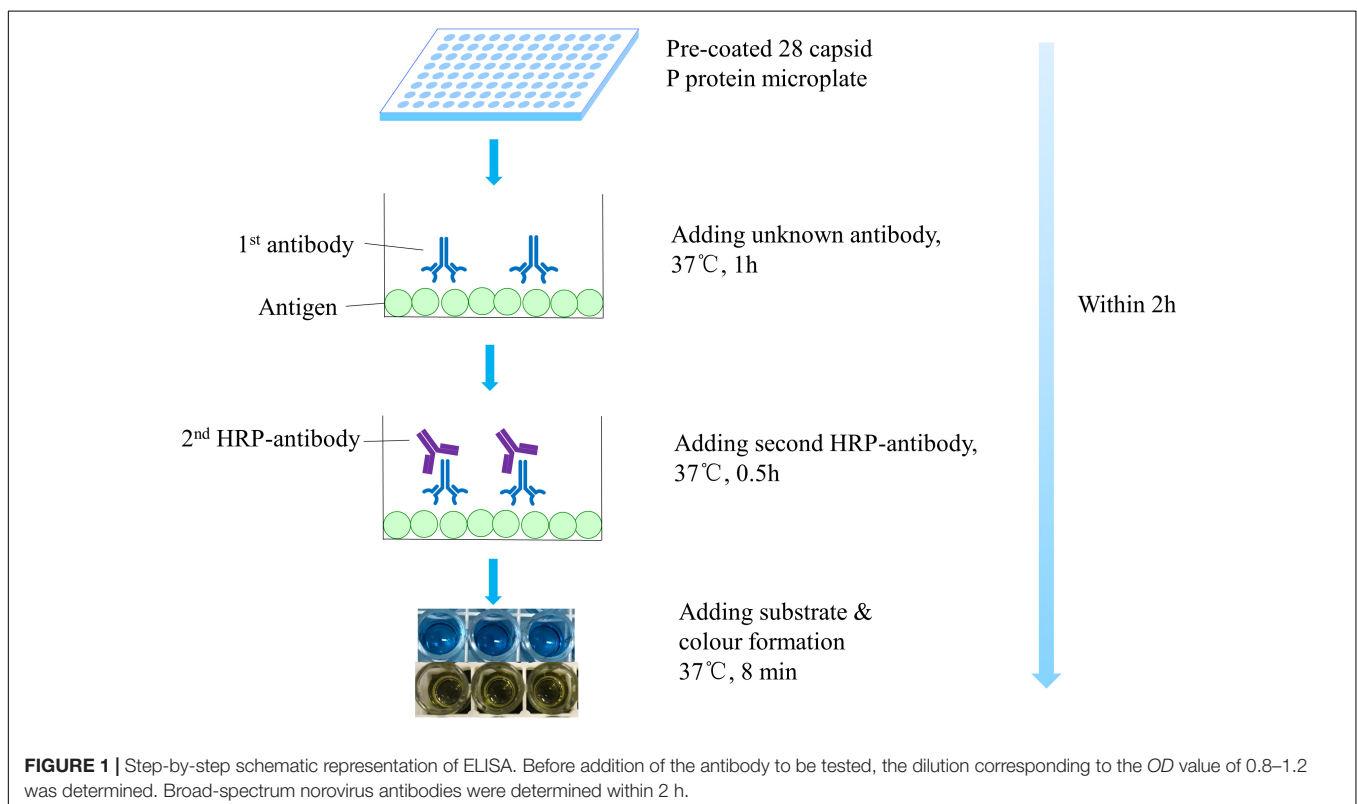 Pre-coated 28 capsid
P protein microplate
1st antibody
Antigen
Adding unknown antibody,
37℃, 1h
Within 2h
2nd HRP-antibody
Adding second HRP-antibody,
37℃, 0.5h
Adding substrate &
colour formation
37℃, 8 min
FIGURE 1 | Step-by-step schematic representation of ELISA. Before addition of the antibody to be tested, the dilution corresponding to the OD value of 0.8–1.2
was determined. Broad-spectrum norovirus antibodies were determined within 2 h.